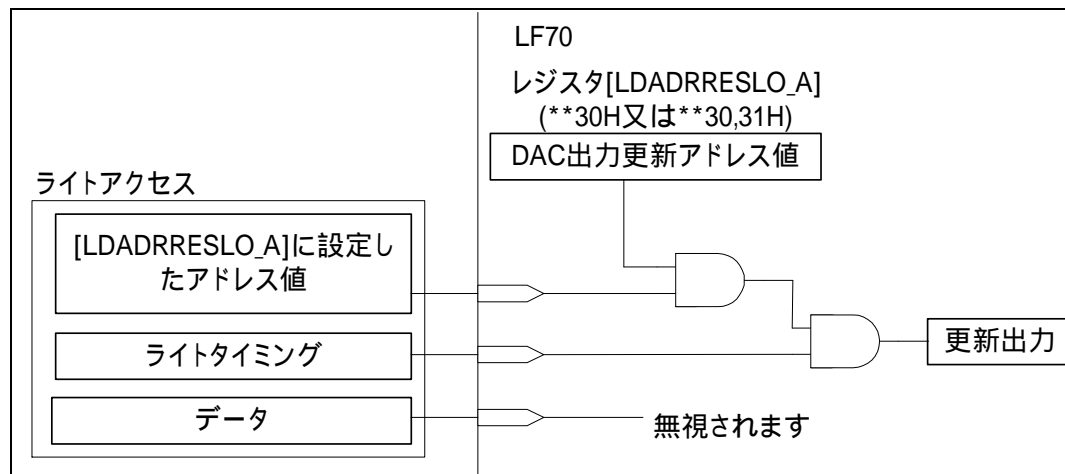 LF70
レジスタ[LDADRRESLO_A]
(**30H又は**30,31H)
DAC出力更新アドレス値
ライトアクセス
[LDADRRESLO_A]に設定し
たアドレス値
ライトタイミング
更新出力
データ
無視されます